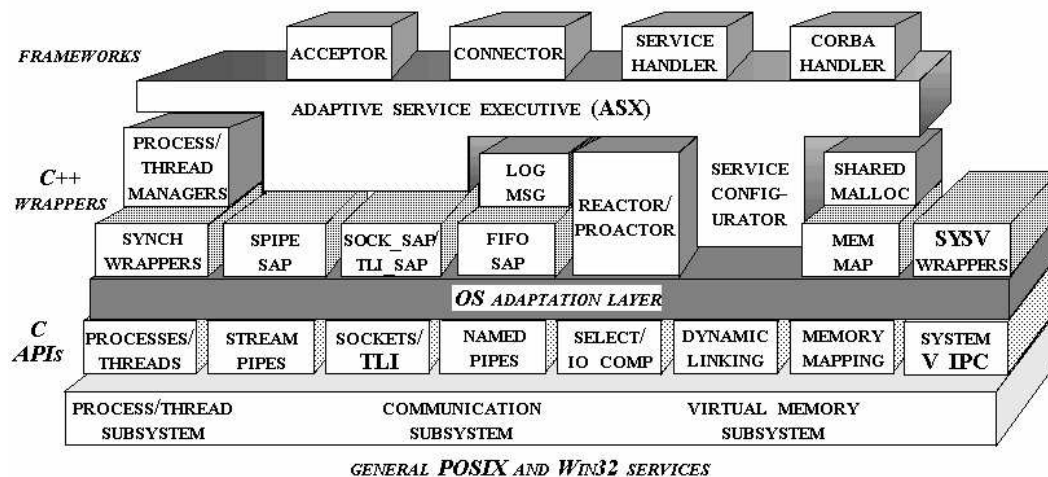 FRAMEWORKS
ACCEPTOR
CONNECTOR
SERVICE
HANDLER
CORBA
HANDLER
ADAPTIVE SERVICE EXECUTIVE (ASX)
C++
WRAPPERS
PROCESS/
THREAD
MANAGERS
LOG
MSG
REACTOR/
PROACTOR
SERVICE
CONFIG-
URATOR
SHARED
MALLOC
SYNCH
WRAPPERS
SPIPE
SAP
SOCK_SAP/
TLI_SAP
FIFO
SAP
MEM
MAP
SYSV
WRAPPERS
OS ADAPTATION LAYER
C
APIS
PROCESSES/
THREADS
STREAM
PIPES
SOCKETS/
TLI
NAMED
PIPES
SELECT/
IO COMP
DYNAMIC
LINKING
MEMORY
MAPPING
SYSTEM
V IPC
PROCESS/THREAD
SUBSYSTEM
COMMUNICATION
SUBSYSTEM
VIRTUAL MEMORY
SUBSYSTEM
GENERAL POSIX AND WIN32 SERVICES